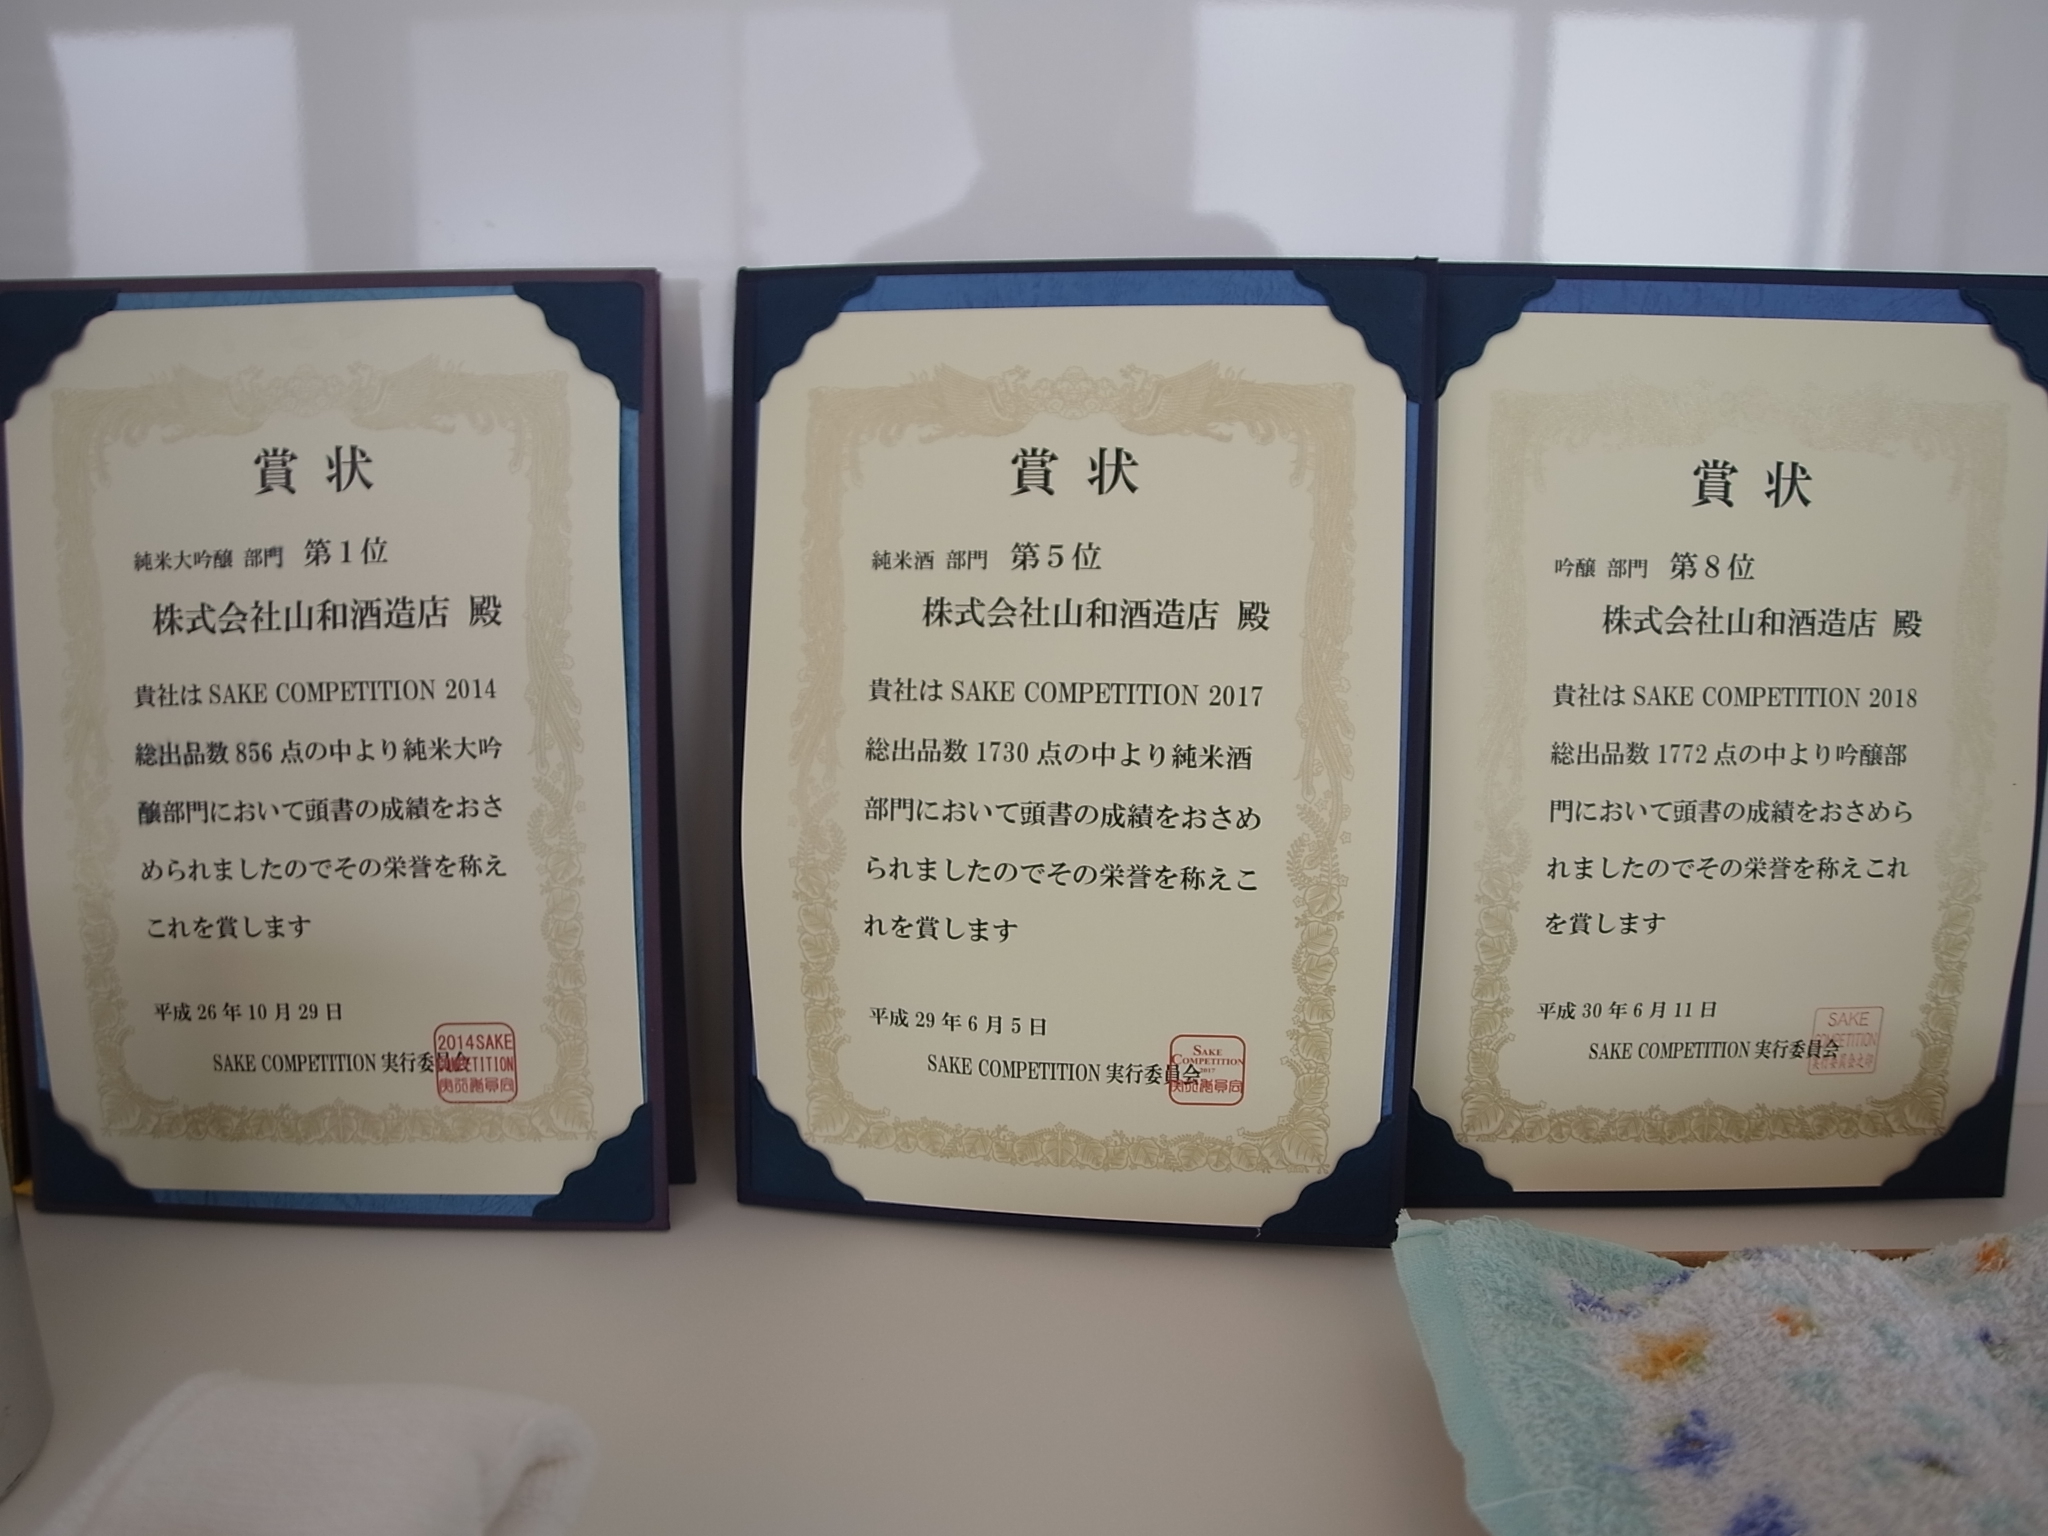 賞状
純米大吟醸 部門 第1位
株式会社山和酒造店 殿
貴社は SAKE COMPETITION 2014
総出品数 856 点の中より純米大吟
醸部門において頭書の成績をおさ
められましたのでその栄誉を称え
これを賞します
平成 26 年 10 月 29 日
SAKE COMPETITION 実行委員会
2014SAKE
賞状
純米酒 部門 第5位
株式会社山和酒造店 殿
貴社は SAKE COMPETITION 2017
総出品数 1730 点の中より純米酒
部門において頭書の成績をおさめ
られましたのでその栄誉を称えこ
れを賞します
平成 29 年 6 月 5 日
SAKE COMPETITION 実行委員会
SAKE
COMPETITION
2017
賞状
吟醸 部門 第8位
株式会社山和酒造店 殿
貴社は SAKE COMPETITION 2018
総出品数 1772 点の中より吟醸部
門において頭書の成績をおさめら
れましたのでその栄誉を称えこれ
を賞します
平成 30 年 6 月 11 日
SAKE COMPETITION 実行委員会
SAKE